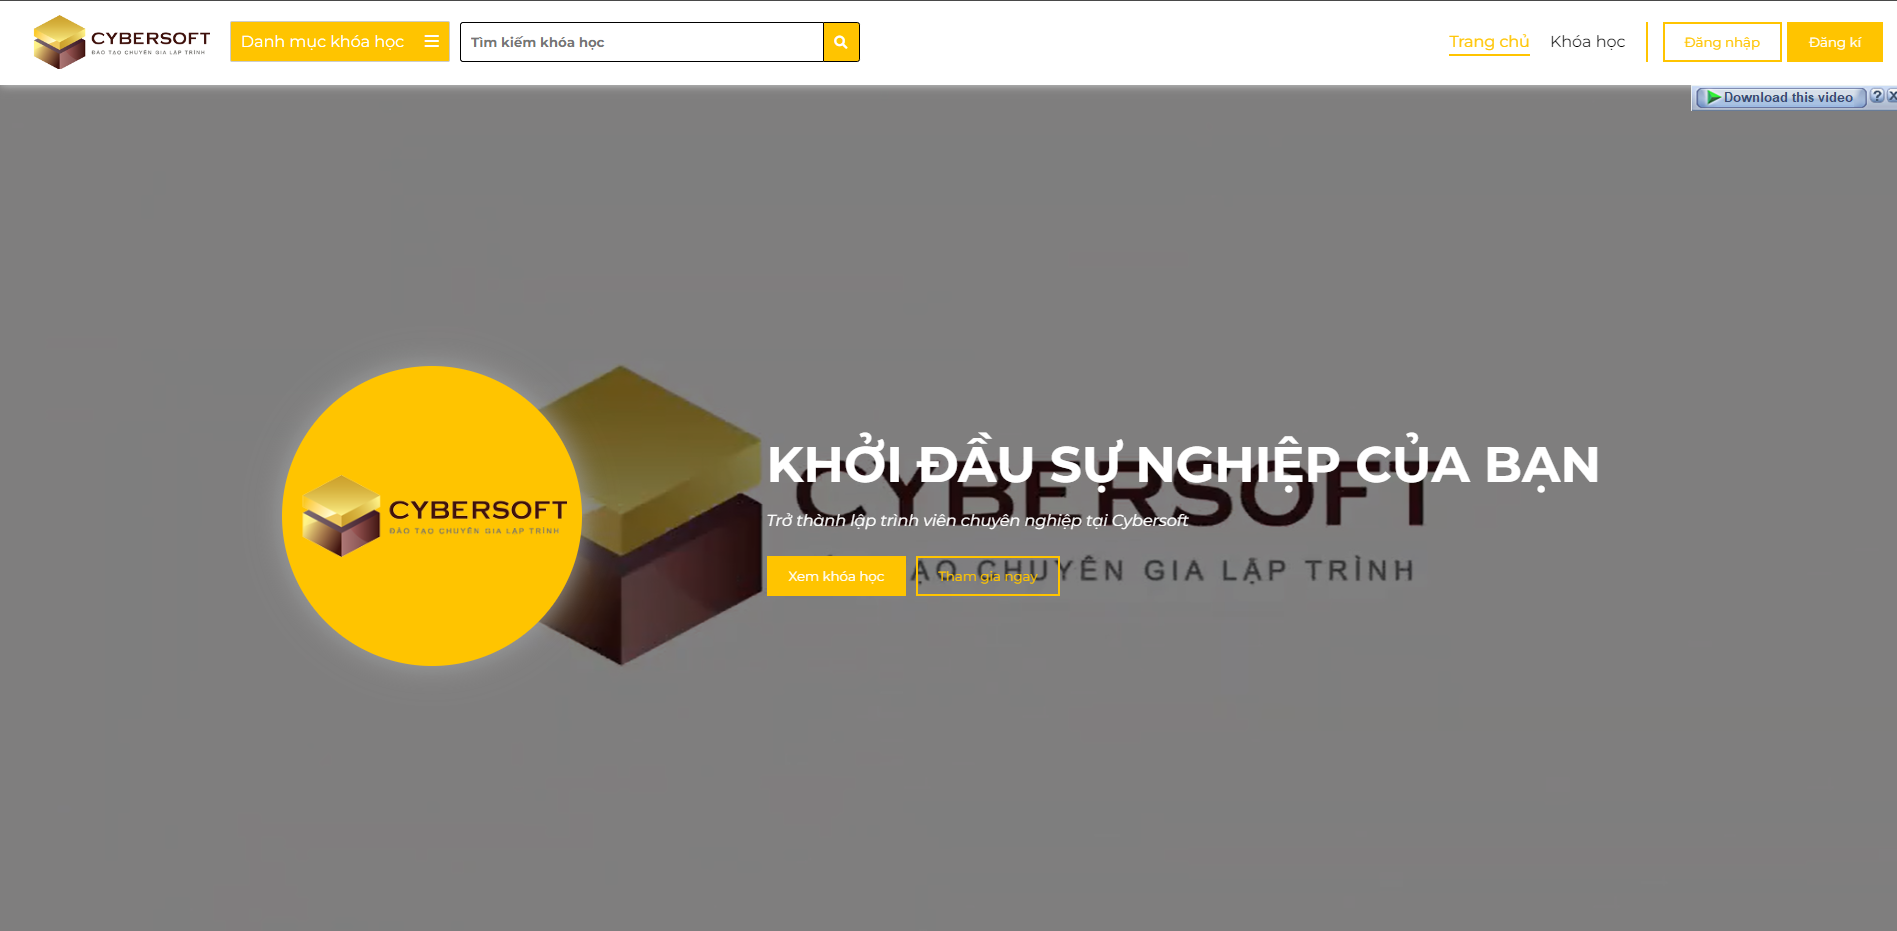 CYBERSOFT
ĐÀO TẠO CHUYÊN GIA LẬP TRÌNH
Danh mục khóa học
Tìm kiếm khóa học
Trang chủ
Khóa học
Đăng nhập
Đăng kí
Download this video
?
X
CYBERSOFT
ĐÀO TẠO CHUYÊN GIA LẬP TRÌNH
KHỞI ĐẦU SỰ NGHIỆP CỦA BẠN
CYBERSOFT
Trở thành lập trình viên chuyên nghiệp tại Cybersoft
Xem khóa học
Tham gia ngay
ẠO CHUYÊN GIA LẬP TRÌNH